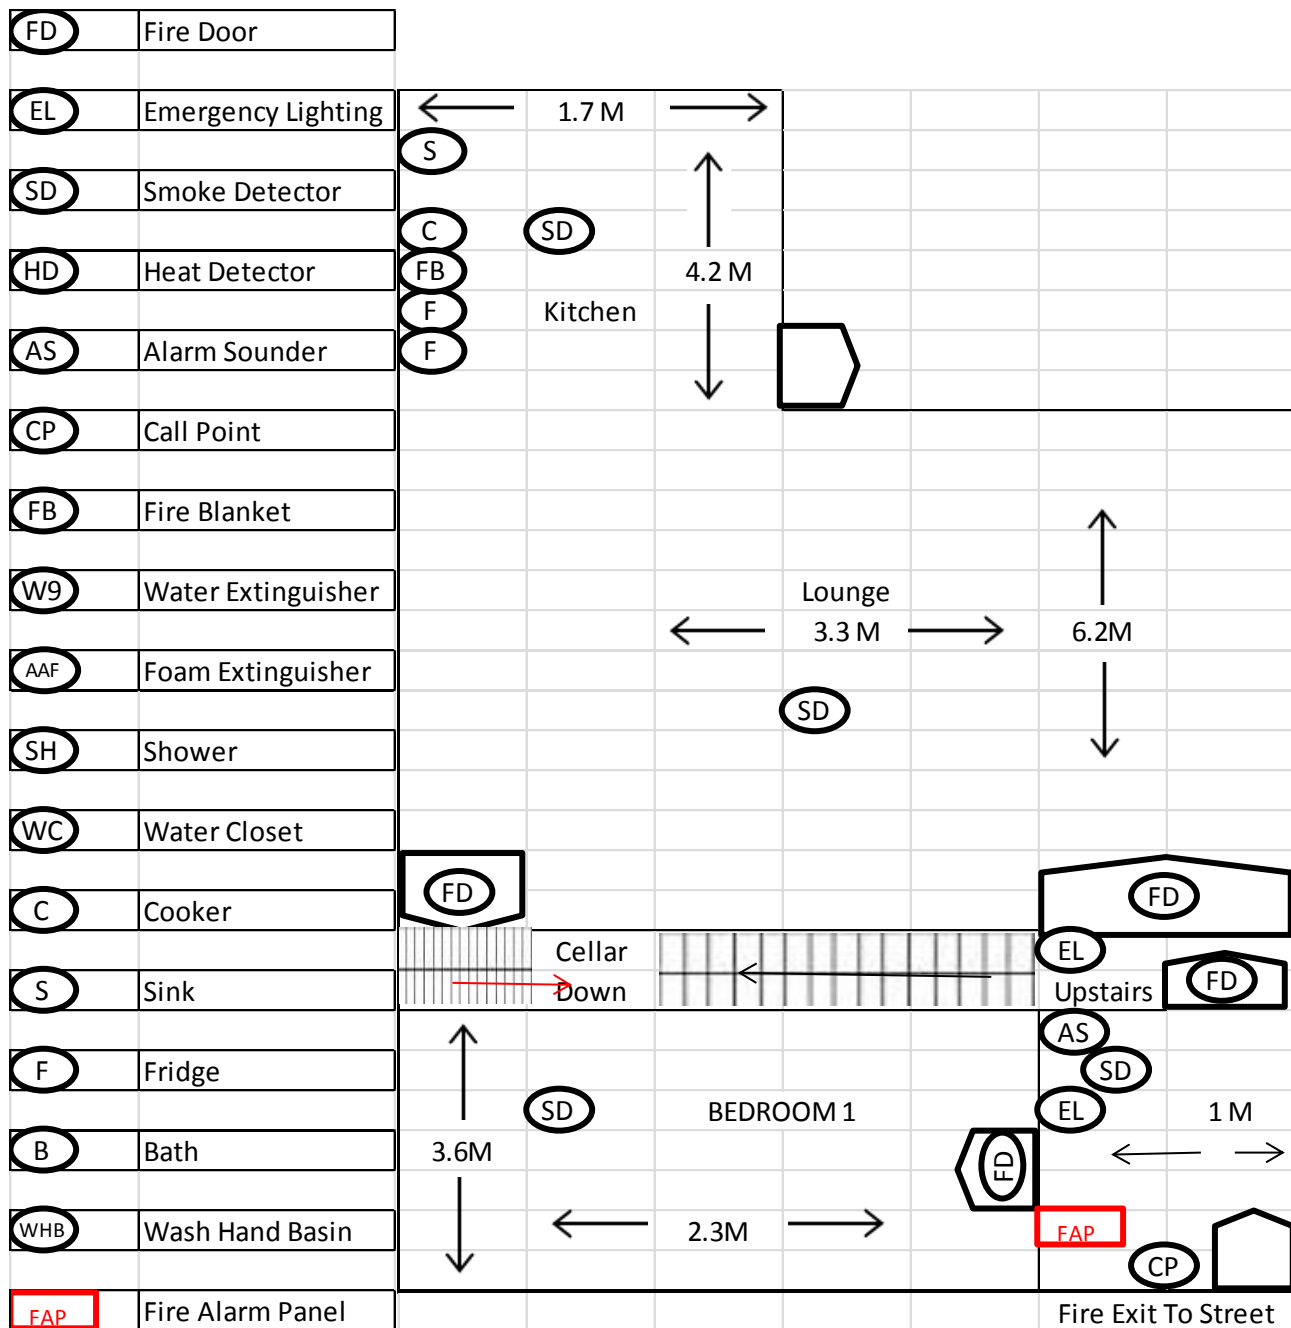 FD Fire Door
EL Emergency Lighting
SD Smoke Detector
HD Heat Detector
AS Alarm Sounder
CP Call Point
FB Fire Blanket
W9 Water Extinguisher
AAF Foam Extinguisher
SH Shower
WC Water Closet
C Cooker
S Sink
F Fridge
B Bath
WHB Wash Hand Basin
FAP Fire Alarm Panel
1.7 M
S
C SD
FB 4.2 M
F Kitchen
F
Lounge
3.3 M 6.2M
SD
FD FD
Cellar EL
Down Upstairs FD
AS
SD
SD BEDROOM 1 EL 1 M
3.6M FD
2.3M FAP
CP
Fire Exit To Street